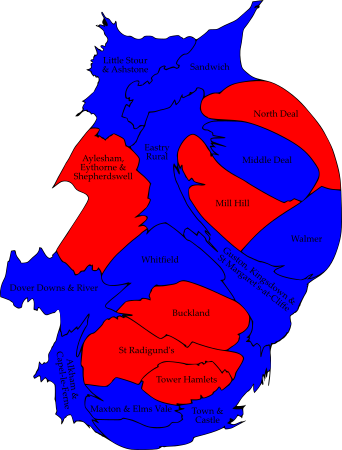 Little Stour
& Ashstone
Sandwich
North Deal
Eastry
Rural
Middle Deal
Aylesham,
Eythorne &
Shepherdswell
Mill Hill
Walmer
Whitfield
Guston, Kingsdown &
St Margaret's-at-Cliffe
Dover Downs & River
Buckland
St Radigund's
Tower Hamlets
Alkham &
Capel-le-Ferne
Maxton & Elms Vale
Town &
Castle